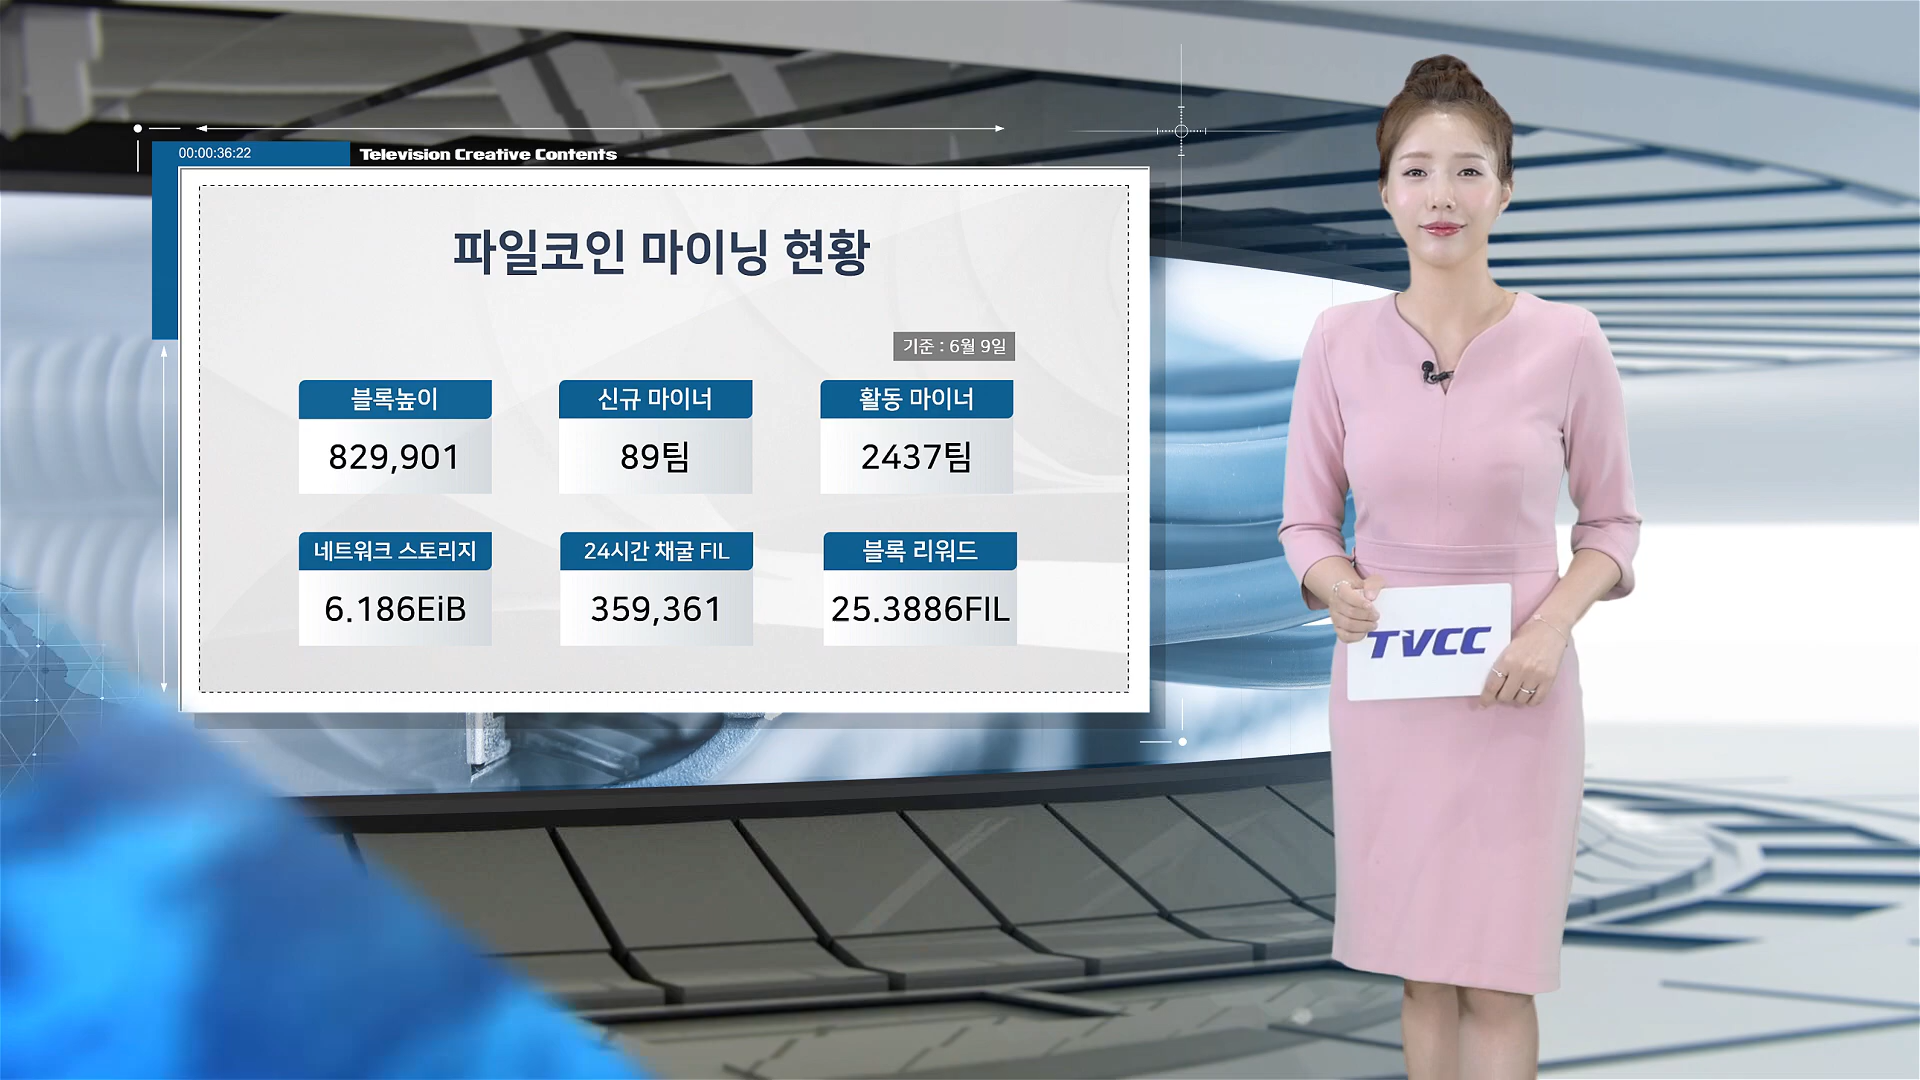 00:00:36:22
Television Creative Contents
파일코인 마이닝 현황
기준 : 6월 9일
블록높이
829,901
신규 마이너
89팀
활동 마이너
2437팀
네트워크 스토리지
6.186EiB
24시간 채굴 FIL
359,361
블록 리워드
25.3886FIL
TVCC